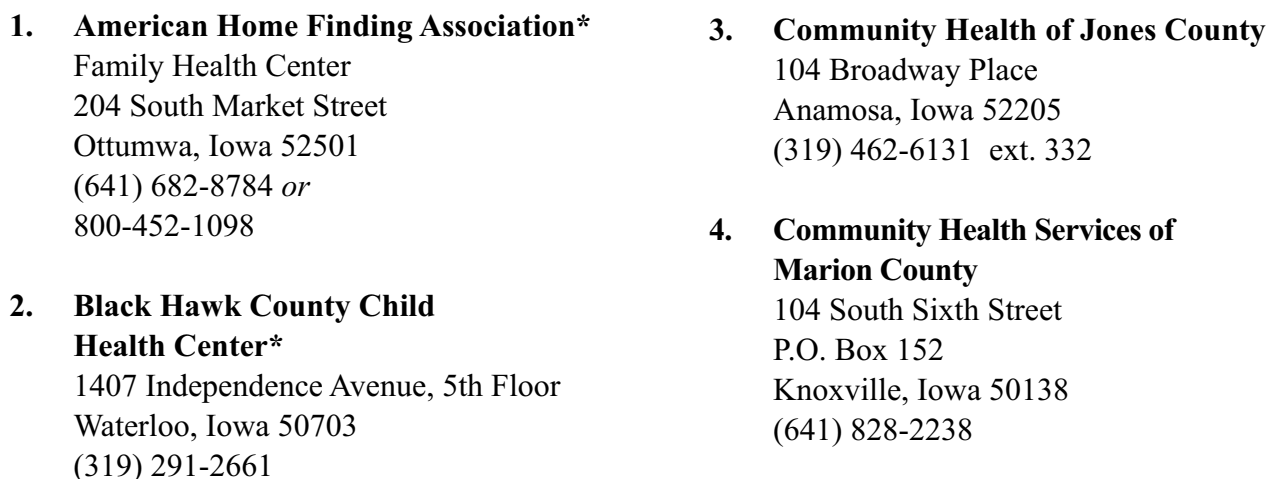 1. American Home Finding Association*
Family Health Center
204 South Market Street
Ottumwa, Iowa 52501
(641) 682-8784 or
800-452-1098
2. Black Hawk County Child
Health Center*
1407 Independence Avenue, 5th Floor
Waterloo, Iowa 50703
(319) 291-2661
3. Community Health of Jones County
104 Broadway Place
Anamosa, Iowa 52205
(319) 462-6131 ext. 332
4. Community Health Services of
Marion County
104 South Sixth Street
P.O. Box 152
Knoxville, Iowa 50138
(641) 828-2238